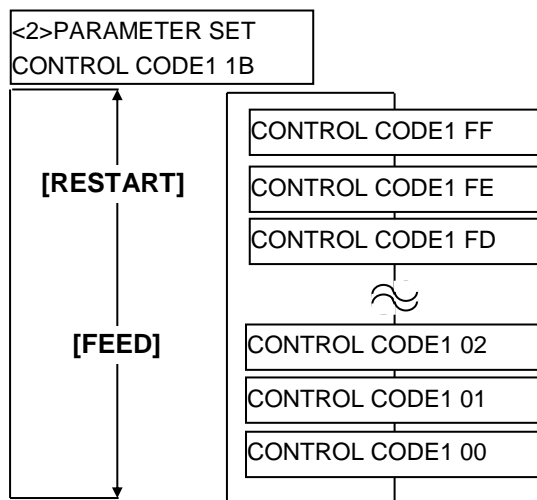 <2>PARAMETER SET
CONTROL CODE1 1B
CONTROL CODE1 FF
[RESTART]
CONTROL CODE1 FE
CONTROL CODE1 FD
[FEED]
CONTROL CODE1 02
CONTROL CODE1 01
CONTROL CODE1 00